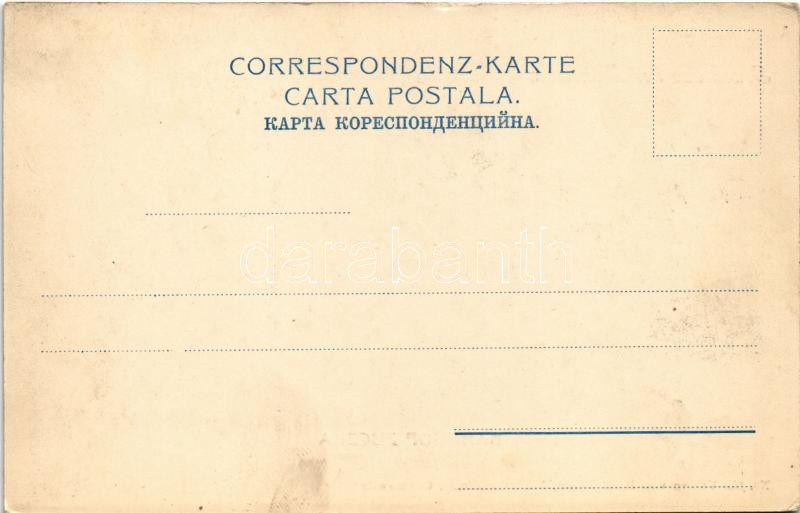 CORRESPONDENZ-KARTE
CARTA POSTALA.
КАРТА КОРЕСПОНДЕНЦИЙНА.
darabanth